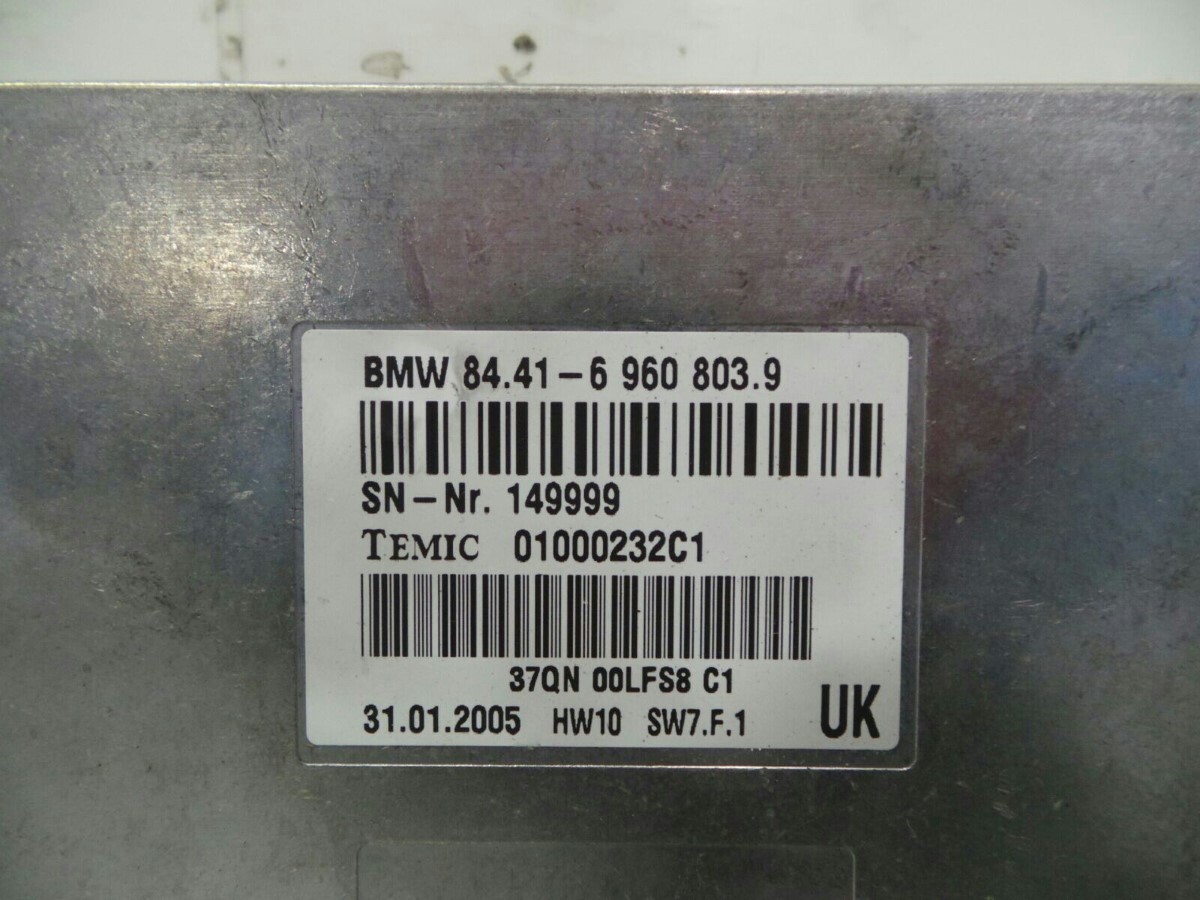 BMW 84.41-6 960 803.9
SN-Nr. 149999
TEMIC 01000232C1
37QN 00LFS8 C1
31.01.2005 HW10 SW7.F.1 UK